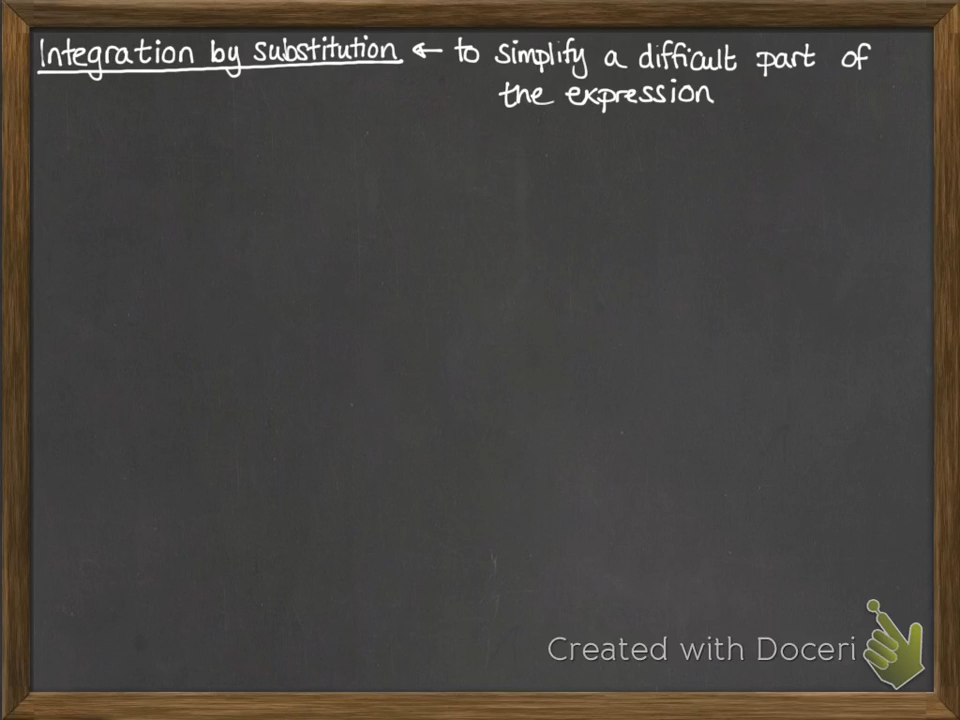 Integration by substitution ← to simplify a difficult part of
the expression
Created with Doceri